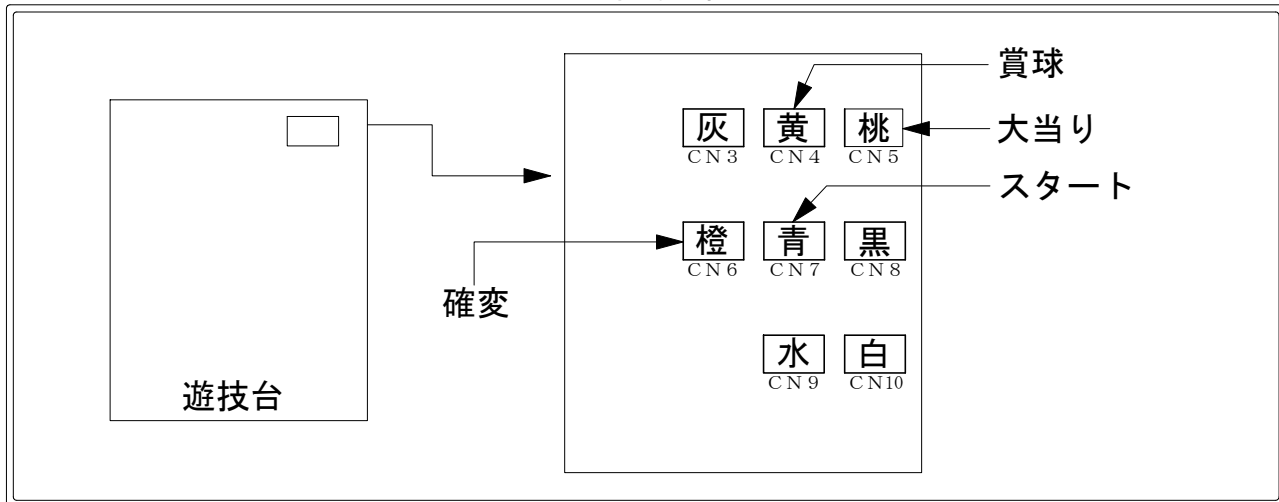 賞球
灰 黄 桃
CN3 CN4 CN5
大当り
スタート
橙 青 黒
CN6 CN7 CN8
確変
水 白
CN9 CN10
遊技台